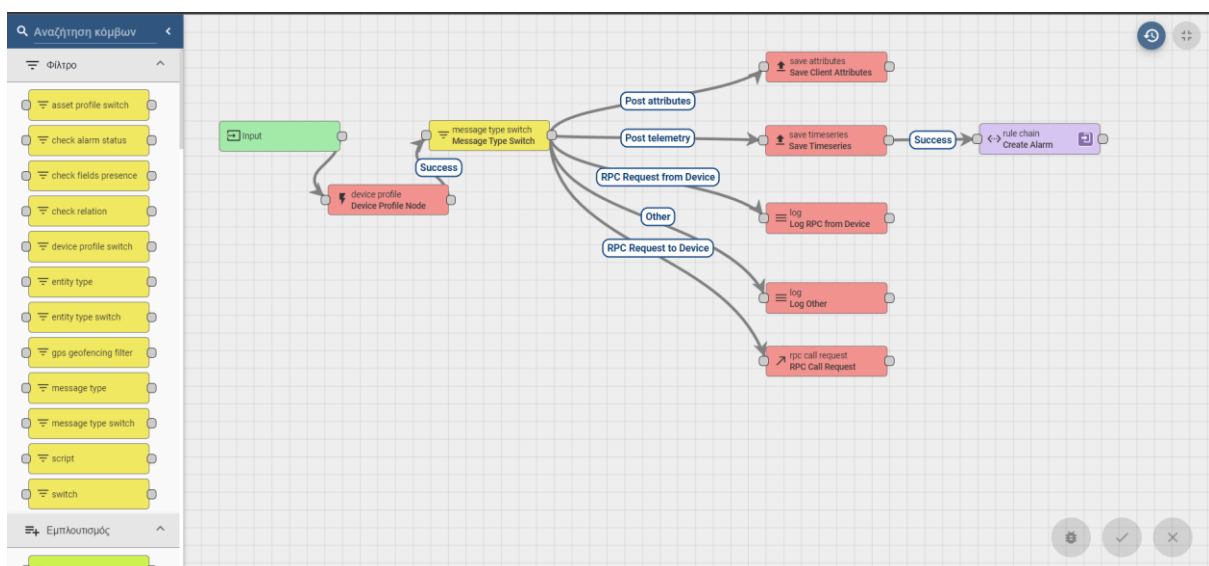 Αναζήτηση κόμβων
Φίλτρο
asset profile switch
check alarm status
check fields presence
check relation
device profile switch
entity type
entity type switch
gps geofencing filter
message type
message type switch
script
switch
Εμπλουτισμός
Input
device profile
Device Profile Node
Success
message type switch
Message Type Switch
Post attributes
Post telemetry
RPC Request from Device
Other
RPC Request to Device
save attributes
Save Client Attributes
save timeseries
Save Timeseries
Success
rule chain
Create Alarm
log
Log RPC from Device
log
Log Other
rpc call request
RPC Call Request